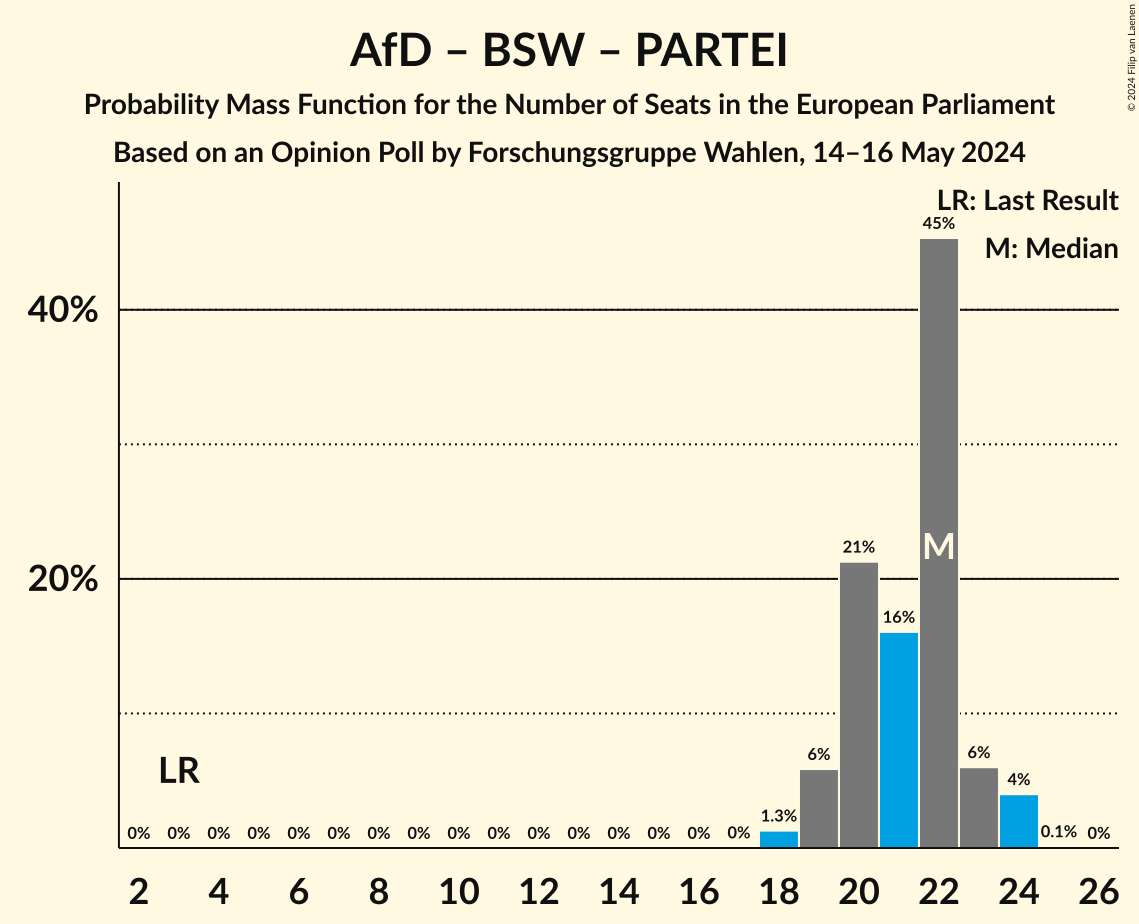 AfD – BSW – PARTEI
Probability Mass Function for the Number of Seats in the European Parliament
Based on an Opinion Poll by Forschungsgruppe Wahlen, 14–16 May 2024
© 2024 Filip van Laenen
LR: Last Result
M: Median
45%
40%
M
21%
20%
16%
LR
6%
6%
4%
1.3%
0% 0% 0% 0% 0% 0% 0% 0% 0% 0% 0% 0% 0% 0% 0% 0% 0.1% 0%
2 4 6 8 10 12 14 16 18 20 22 24 26